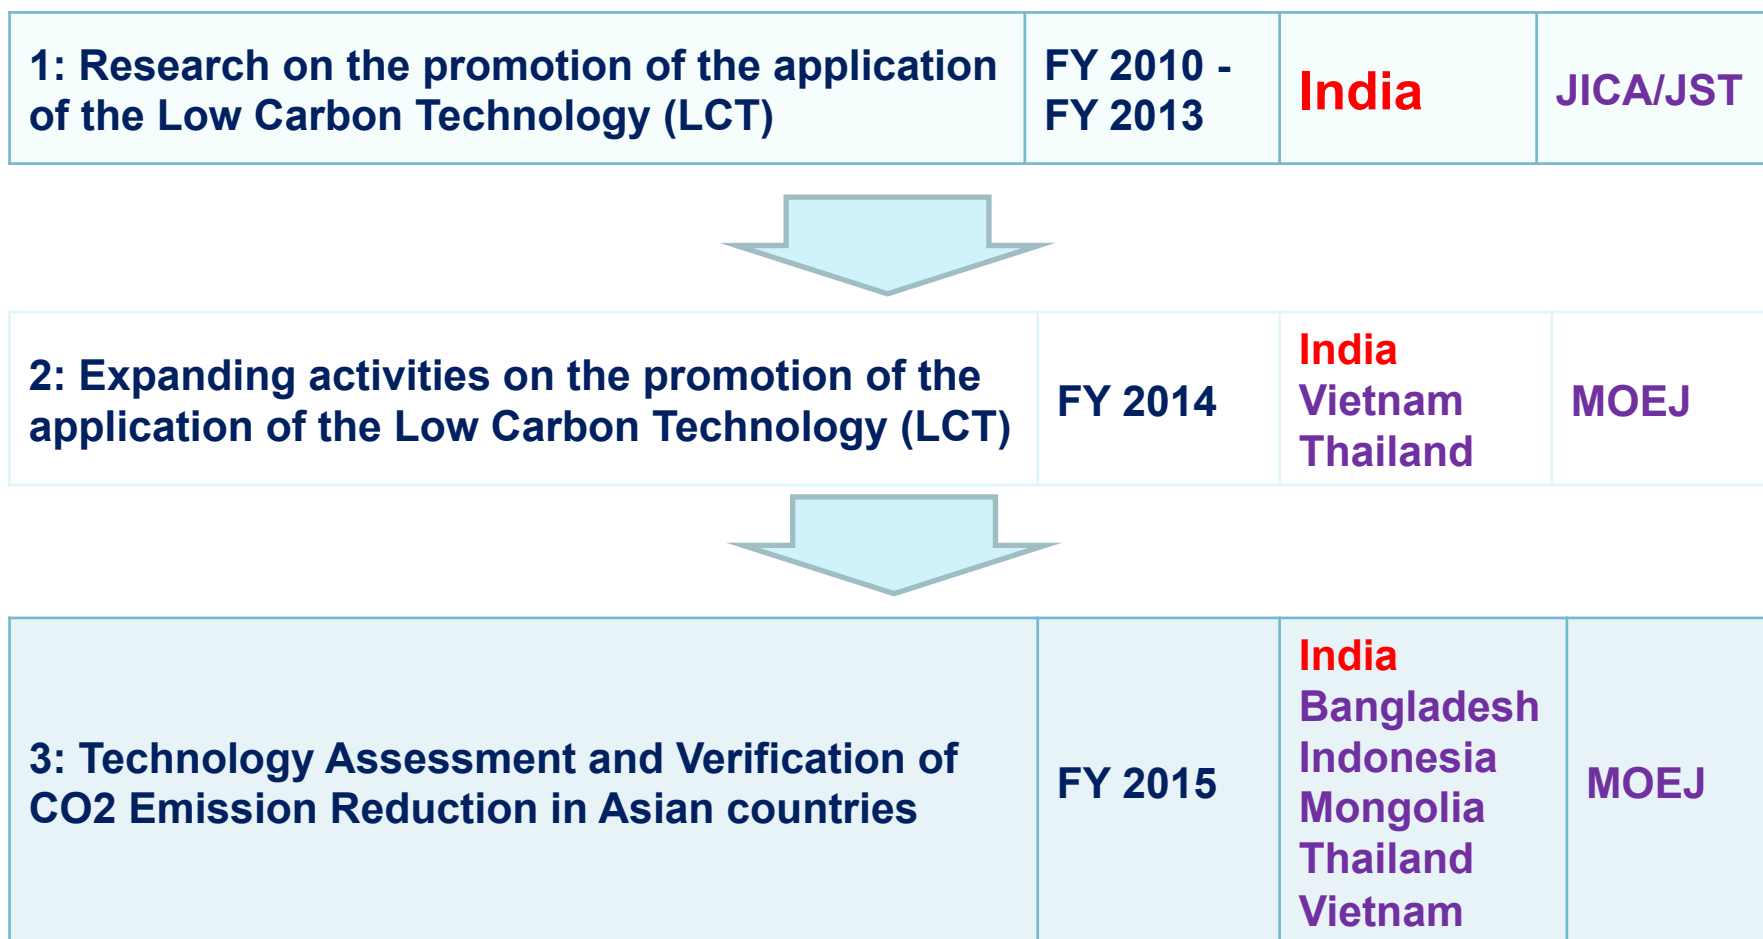 1: Research on the promotion of the application
of the Low Carbon Technology (LCT)
FY 2010 -
FY 2013
India
JICA/JST
2: Expanding activities on the promotion of the
application of the Low Carbon Technology (LCT)
FY 2014
India
Vietnam
Thailand
MOEJ
3: Technology Assessment and Verification of
CO2 Emission Reduction in Asian countries
FY 2015
India
Bangladesh
Indonesia
Mongolia
Thailand
Vietnam
MOEJ